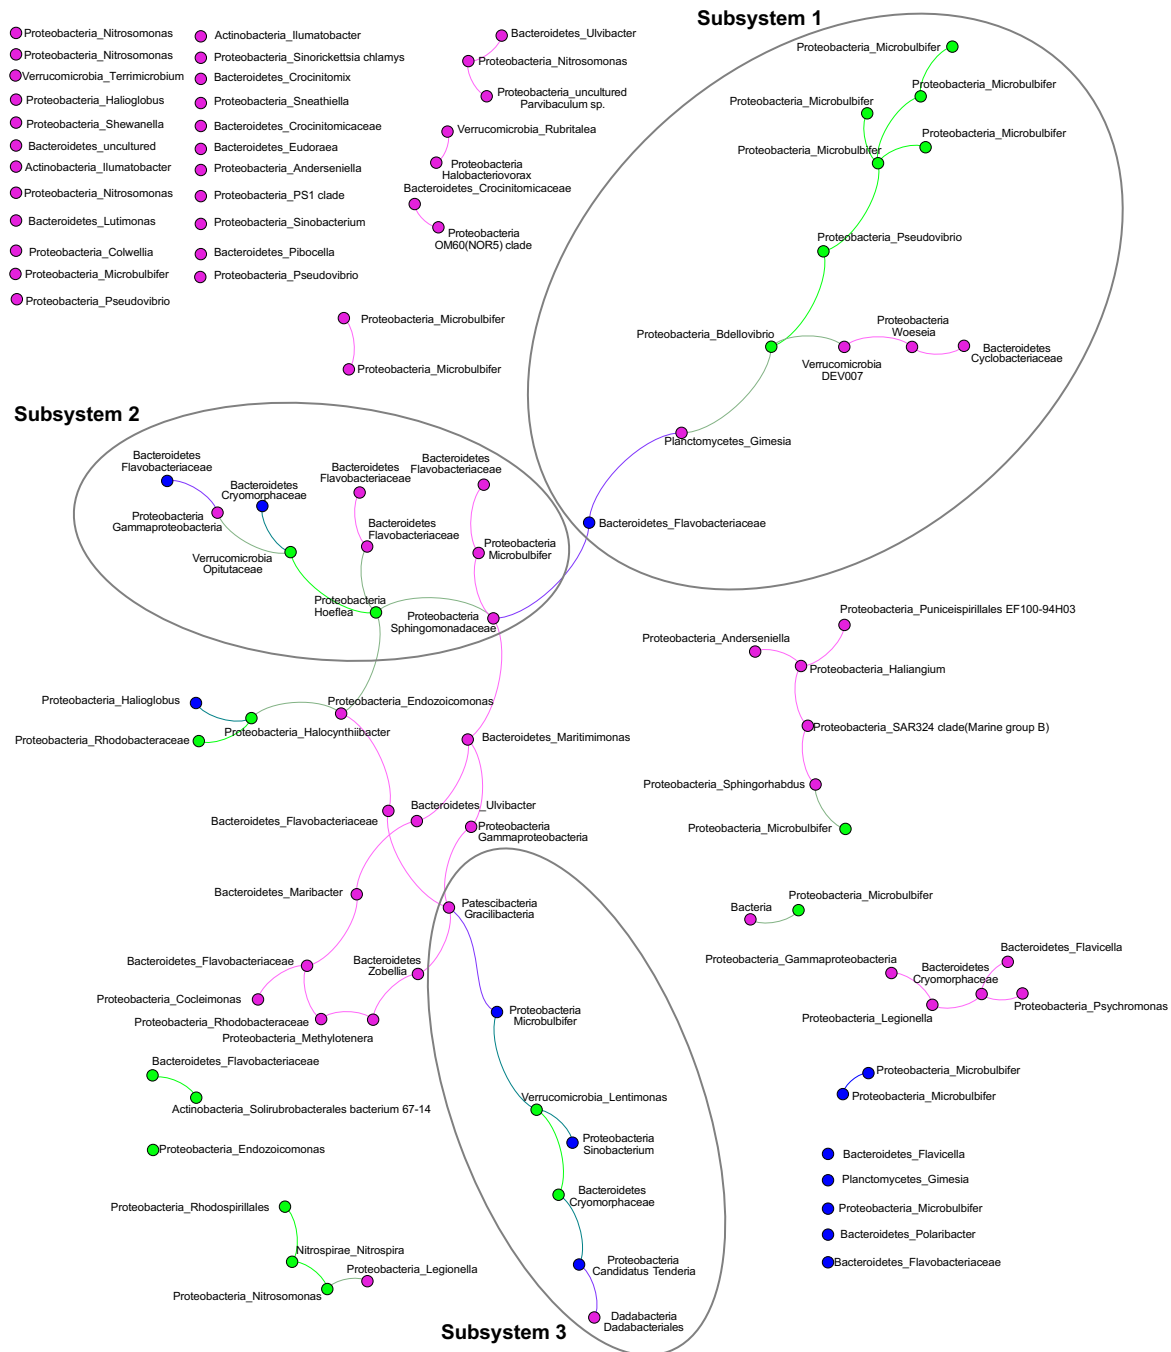 Subsystem 1
Proteobacteria_Nitrosomonas
Proteobacteria_Nitrosomonas
Verrucomicrobia_Terrimicrobium
Proteobacteria_Halioglobus
Proteobacteria_Shewanella
Bacteroidetes_uncultured
Actinobacteria_Ilumatobacter
Proteobacteria_Nitrosomonas
Bacteroidetes_Lutimonas
Proteobacteria_Colwellia
Proteobacteria_Microbulbifer
Proteobacteria_Pseudovibrio
Actinobacteria_Ilumatobacter
Proteobacteria_Sinorickettsia chlamys
Bacteroidetes_Crocinitomix
Proteobacteria_Sneathiella
Bacteroidetes_Crocinitomicaceae
Bacteroidetes_Eudoraea
Proteobacteria_Anderseniella
Proteobacteria_PS1 clade
Proteobacteria_Sinobacterium
Bacteroidetes_Pibocella
Proteobacteria_Pseudovibrio
Bacteroidetes_Ulvibacter
Proteobacteria_Nitrosomonas
Proteobacteria_uncultured
Parvibaculum sp.
Verrucomicrobia_Rubritalea
Proteobacteria
Halobacteriovorax
Bacteroidetes_Crocinitomicaceae
Proteobacteria
OM60(NOR5) clade
Proteobacteria_Microbulbifer
Proteobacteria_Microbulbifer
Proteobacteria_Microbulbifer
Proteobacteria_Microbulbifer
Proteobacteria_Microbulbifer
Proteobacteria_Microbulbifer
Proteobacteria_Microbulbifer
Proteobacteria_Pseudovibrio
Proteobacteria_Bdellovibrio
Proteobacteria
Woeseia
Bacteroidetes
Cyclobacteriaceae
Verrucomicrobia
DEV007
Planctomycetes_Gimesia
Bacteroidetes_Flavobacteriaceae
Subsystem 2
Bacteroidetes
Flavobacteriaceae
Bacteroidetes
Cryomorphaceae
Bacteroidetes
Flavobacteriaceae
Bacteroidetes
Flavobacteriaceae
Proteobacteria
Gammaproteobacteria
Bacteroidetes
Flavobacteriaceae
Proteobacteria
Microbulbifer
Verrucomicrobia
Opitutaceae
Proteobacteria
Hoeflea
Proteobacteria
Sphingomonadaceae
Proteobacteria_Halioglobus
Proteobacteria_Endozoicomonas
Proteobacteria_Rhodobacteraceae
Proteobacteria_Halocynthiibacter
Bacteroidetes_Maritimimonas
Bacteroidetes_Ulvibacter
Bacteroidetes_Flavobacteriaceae
Proteobacteria
Gammaproteobacteria
Bacteroidetes_Maribacter
Patescibacteria
Gracilibacteria
Bacteroidetes_Flavobacteriaceae
Bacteroidetes
Zobellia
Proteobacteria_Cocleimonas
Proteobacteria_Rhodobacteraceae
Proteobacteria_Methylotenera
Proteobacteria_Puniceispirillales EF100-94H03
Proteobacteria_Anderseniella
Proteobacteria_Haliangium
Proteobacteria_SAR324 clade(Marine group B)
Proteobacteria_Sphingorhabdus
Proteobacteria_Microbulbifer
Proteobacteria_Microbulbifer
Bacteria
Proteobacteria_Gammaproteobacteria
Bacteroidetes_Flavicella
Bacteroidetes
Cryomorphaceae
Proteobacteria_Legionella
Proteobacteria_Psychromonas
Proteobacteria
Microbulbifer
Verrucomicrobia_Lentimonas
Proteobacteria
Sinobacterium
Bacteroidetes
Cryomorphaceae
Proteobacteria
Candidatus Tenderia
Dadabacteria
Dadabacteriales
Subsystem 3
Bacteroidetes_Flavobacteriaceae
Actinobacteria_Solirubrobacterales bacterium 67-14
Proteobacteria_Endozoicomonas
Proteobacteria_Rhodospirillales
Nitrospirae_Nitrospira
Proteobacteria_Legionella
Proteobacteria_Nitrosomonas
Proteobacteria_Microbulbifer
Proteobacteria_Microbulbifer
Bacteroidetes_Flavicella
Planctomycetes_Gimesia
Proteobacteria_Microbulbifer
Bacteroidetes_Polaribacter
Bacteroidetes_Flavobacteriaceae